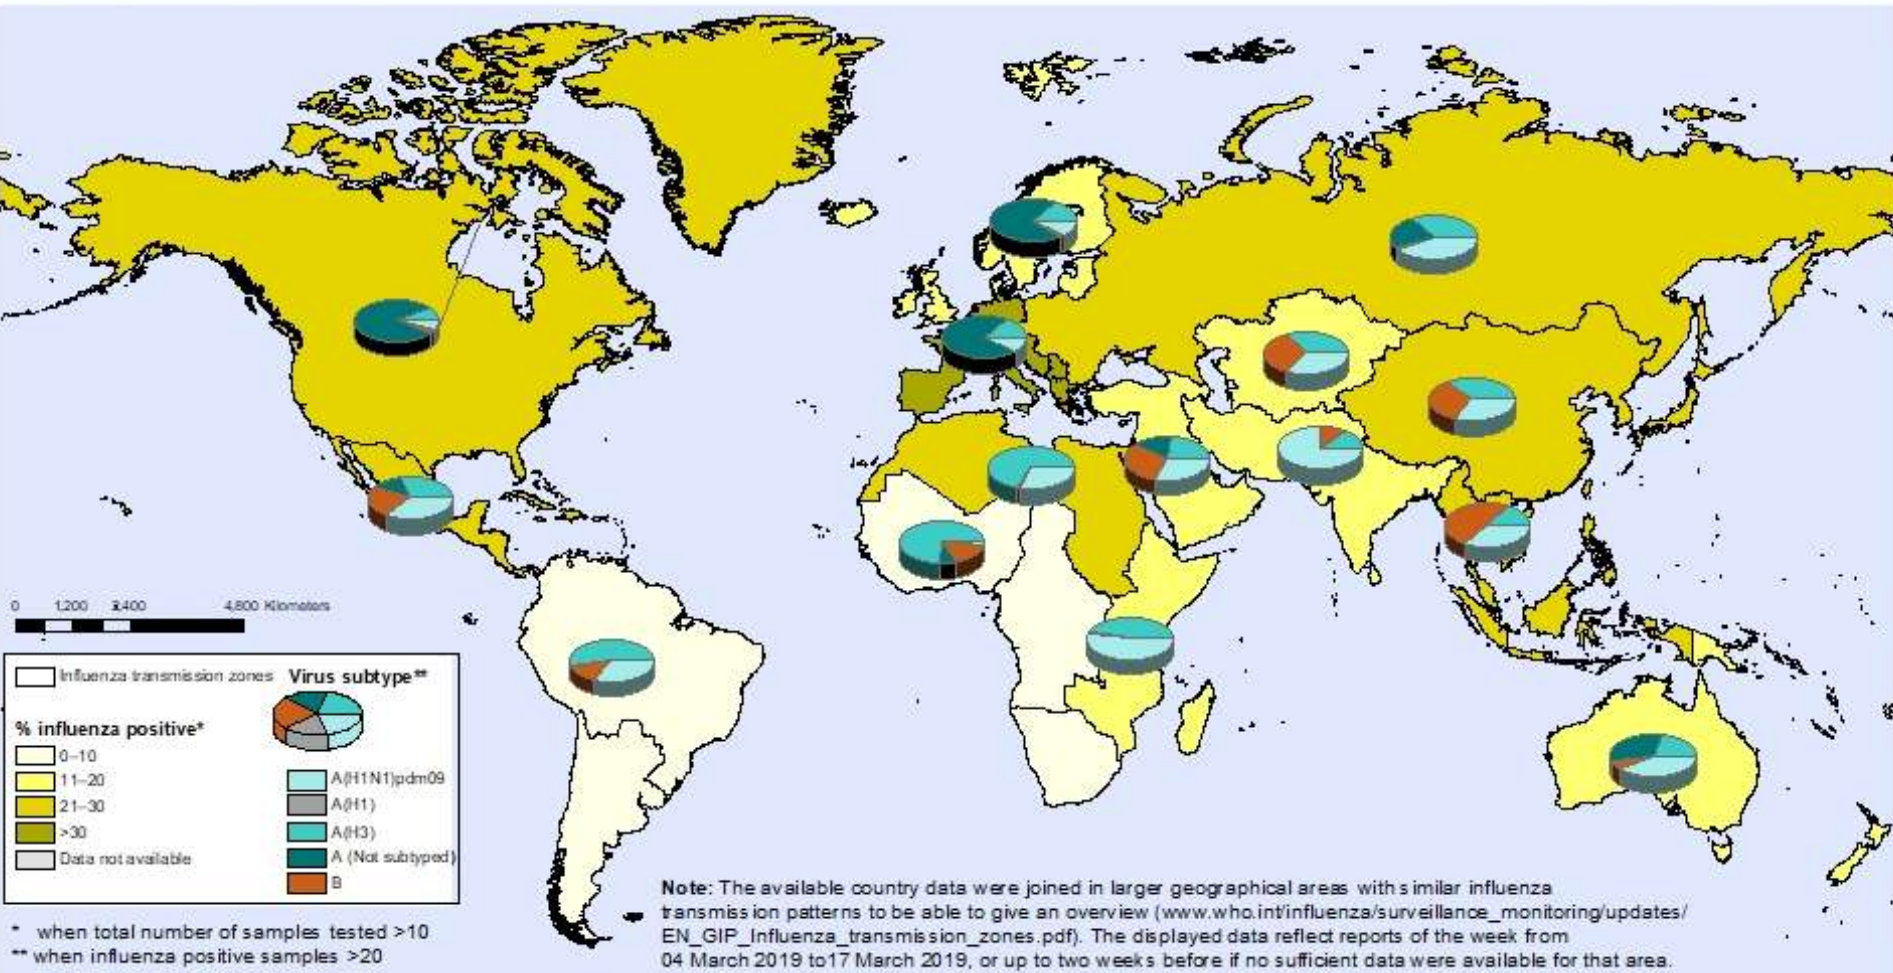 0 1,200 2,400 4,800 Kilometers
Influenza transmission zones
Virus subtype**
% influenza positive*
0–10
11–20
21–30
>30
Data not available
A(H1N1)pdm09
A(H1)
A(H3)
A (Not subtyped)
B
* when total number of samples tested >10
** when influenza positive samples >20
Note: The available country data were joined in larger geographical areas with similar influenza
transmission patterns to be able to give an overview (www.who.int/influenza/surveillance_monitoring/updates/
EN_GIP_Influenza_transmission_zones.pdf). The displayed data reflect reports of the week from
04 March 2019 to17 March 2019, or up to two weeks before if no sufficient data were available for that area.